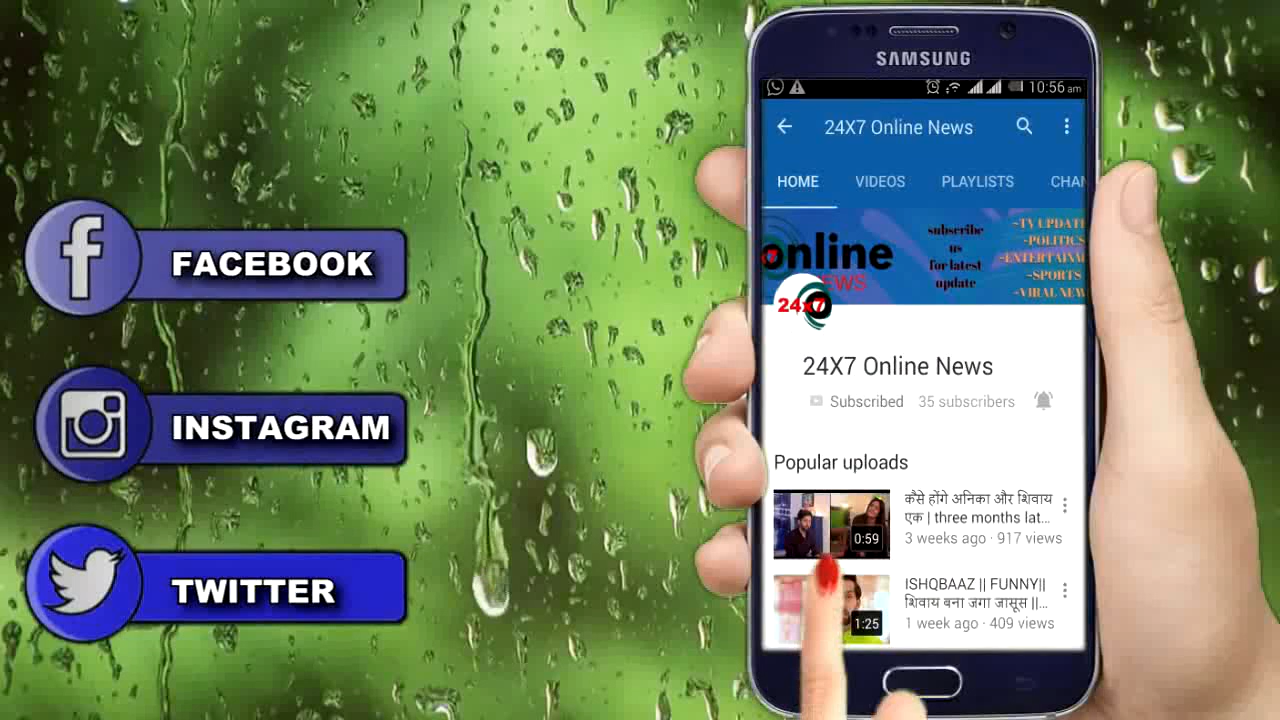 FACEBOOK
INSTAGRAM
TWITTER
SAMSUNG
10:56 am
24X7 Online News
HOME VIDEOS PLAYLISTS CHAN
online
NEWS
subscribe
us
for latest
update
~TV UPDATE
~POLITICS
~ENTERTAINM
~SPORTS
~VIRAL NEW
24x7
24X7 Online News
Subscribed 35 subscribers
Popular uploads
0:59
कैसे होंगे अनिका और शिवाय
एक | three months lat...
3 weeks ago · 917 views
1:25
ISHQBAAZ || FUNNY||
शिवाय बना जगा जासूस ||...
1 week ago · 409 views